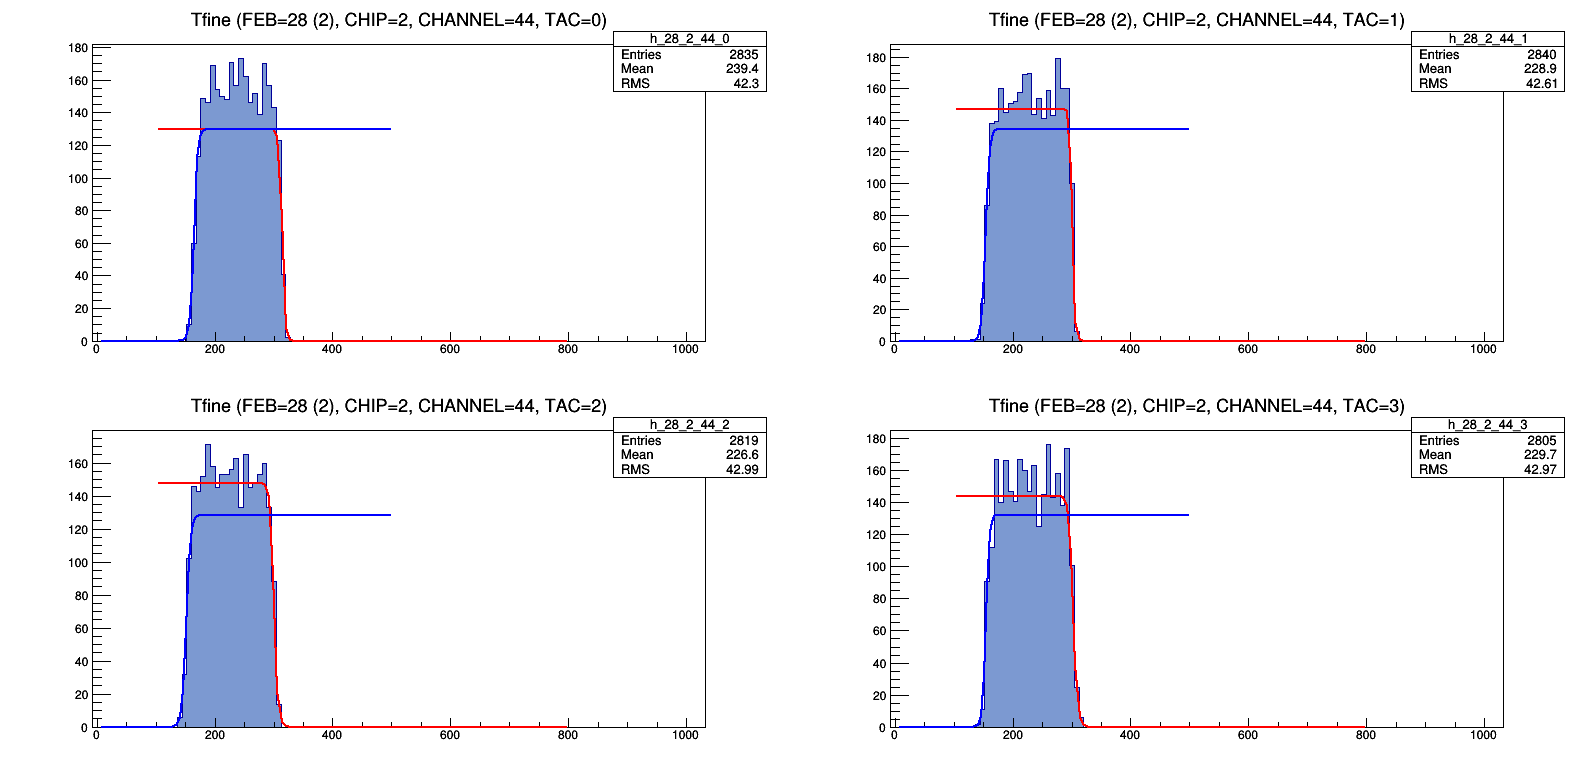 Tfine (FEB=28 (2), CHIP=2, CHANNEL=44, TAC=0)
h_28_2_44_0
Entries 2835
Mean 239.4
RMS 42.3
180
160
140
120
100
80
60
40
20
0
0 200 400 600 800 1000
Tfine (FEB=28 (2), CHIP=2, CHANNEL=44, TAC=1)
h_28_2_44_1
Entries 2840
Mean 228.9
RMS 42.61
180
160
140
120
100
80
60
40
20
0
0 200 400 600 800 1000
Tfine (FEB=28 (2), CHIP=2, CHANNEL=44, TAC=2)
h_28_2_44_2
Entries 2819
Mean 226.6
RMS 42.99
160
140
120
100
80
60
40
20
0
0 200 400 600 800 1000
Tfine (FEB=28 (2), CHIP=2, CHANNEL=44, TAC=3)
h_28_2_44_3
Entries 2805
Mean 229.7
RMS 42.97
180
160
140
120
100
80
60
40
20
0
0 200 400 600 800 1000